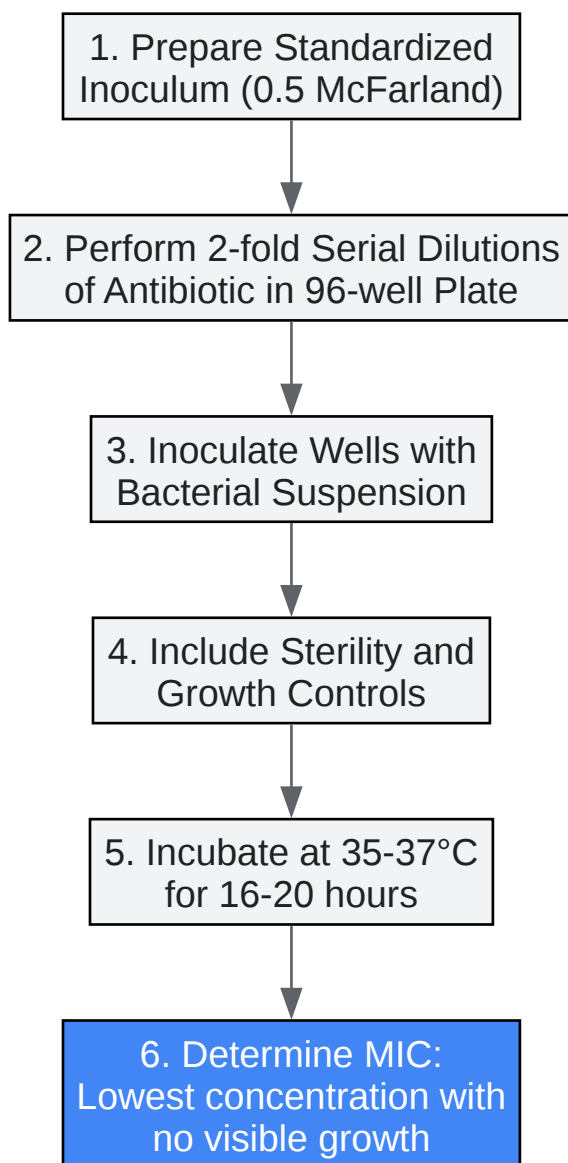 1. Prepare Standardized
Inoculum (0.5 McFarland)
2. Perform 2-fold Serial Dilutions
of Antibiotic in 96-well Plate
3. Inoculate Wells with
Bacterial Suspension
4. Include Sterility and
Growth Controls
5. Incubate at 35-37°C
for 16-20 hours
6. Determine MIC:
Lowest concentration with
no visible growth